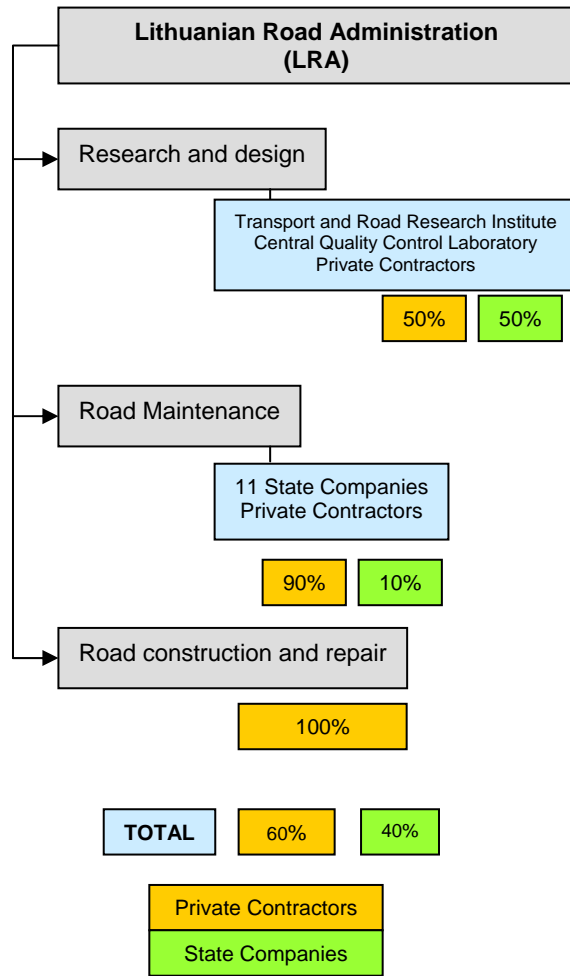 Lithuanian Road Administration
(LRA)
Research and design
Transport and Road Research Institute
Central Quality Control Laboratory
Private Contractors
50% 50%
Road Maintenance
11 State Companies
Private Contractors
90% 10%
Road construction and repair
100%
TOTAL 60% 40%
Private Contractors
State Companies